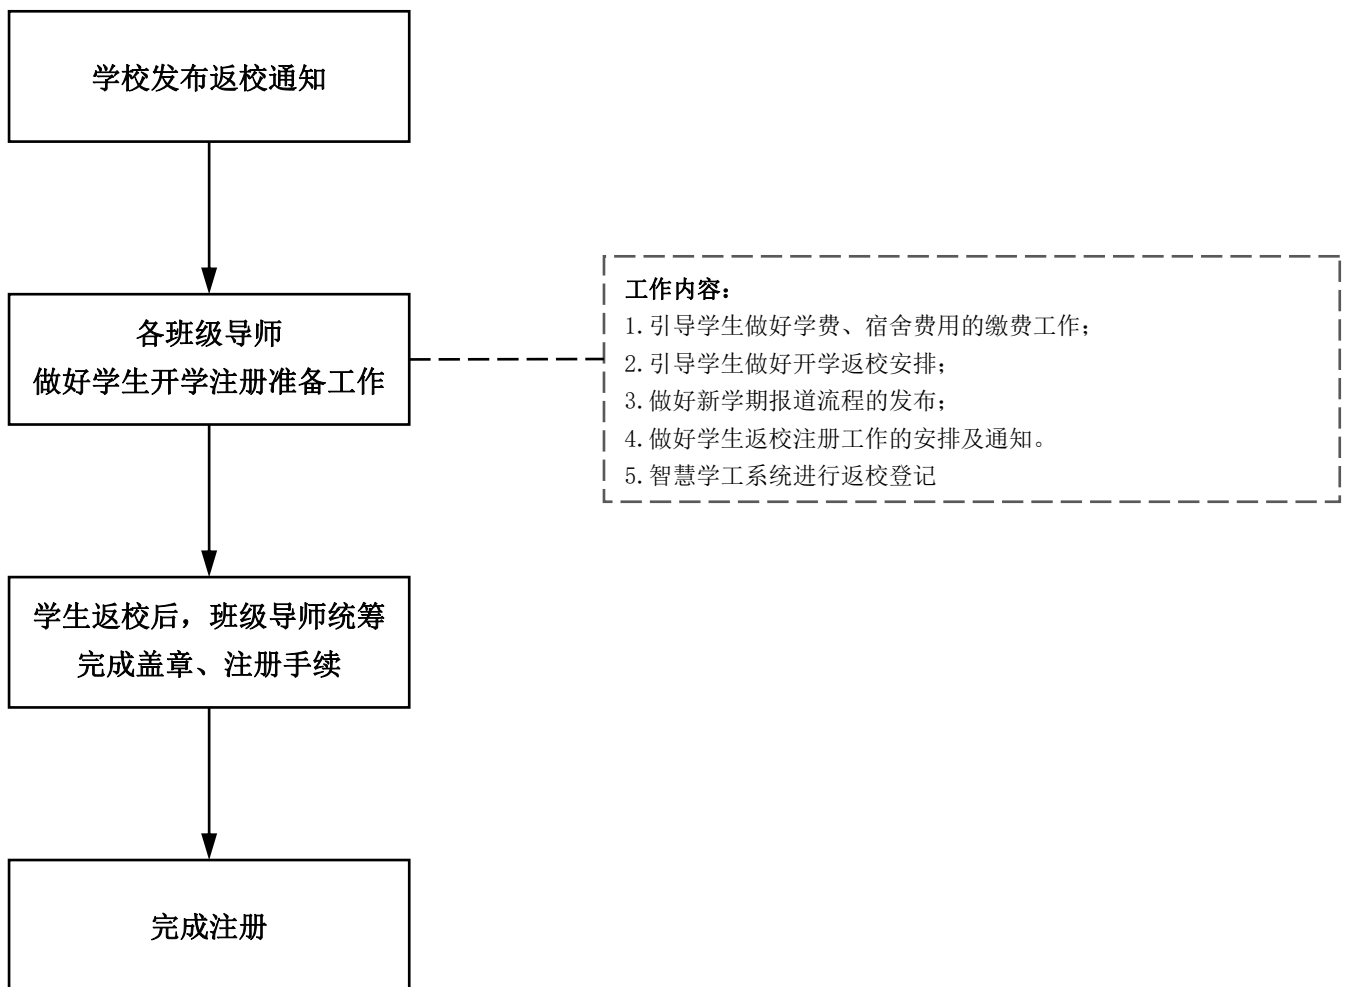 学校发布返校通知
各班级导师
做好学生开学注册准备工作
工作内容：
1.引导学生做好学费、宿舍费用的缴费工作；
2.引导学生做好开学返校安排；
3.做好新学期报道流程的发布；
4.做好学生返校注册工作的安排及通知。
5.智慧学工系统进行返校登记
学生返校后，班级导师统筹
完成盖章、注册手续
完成注册